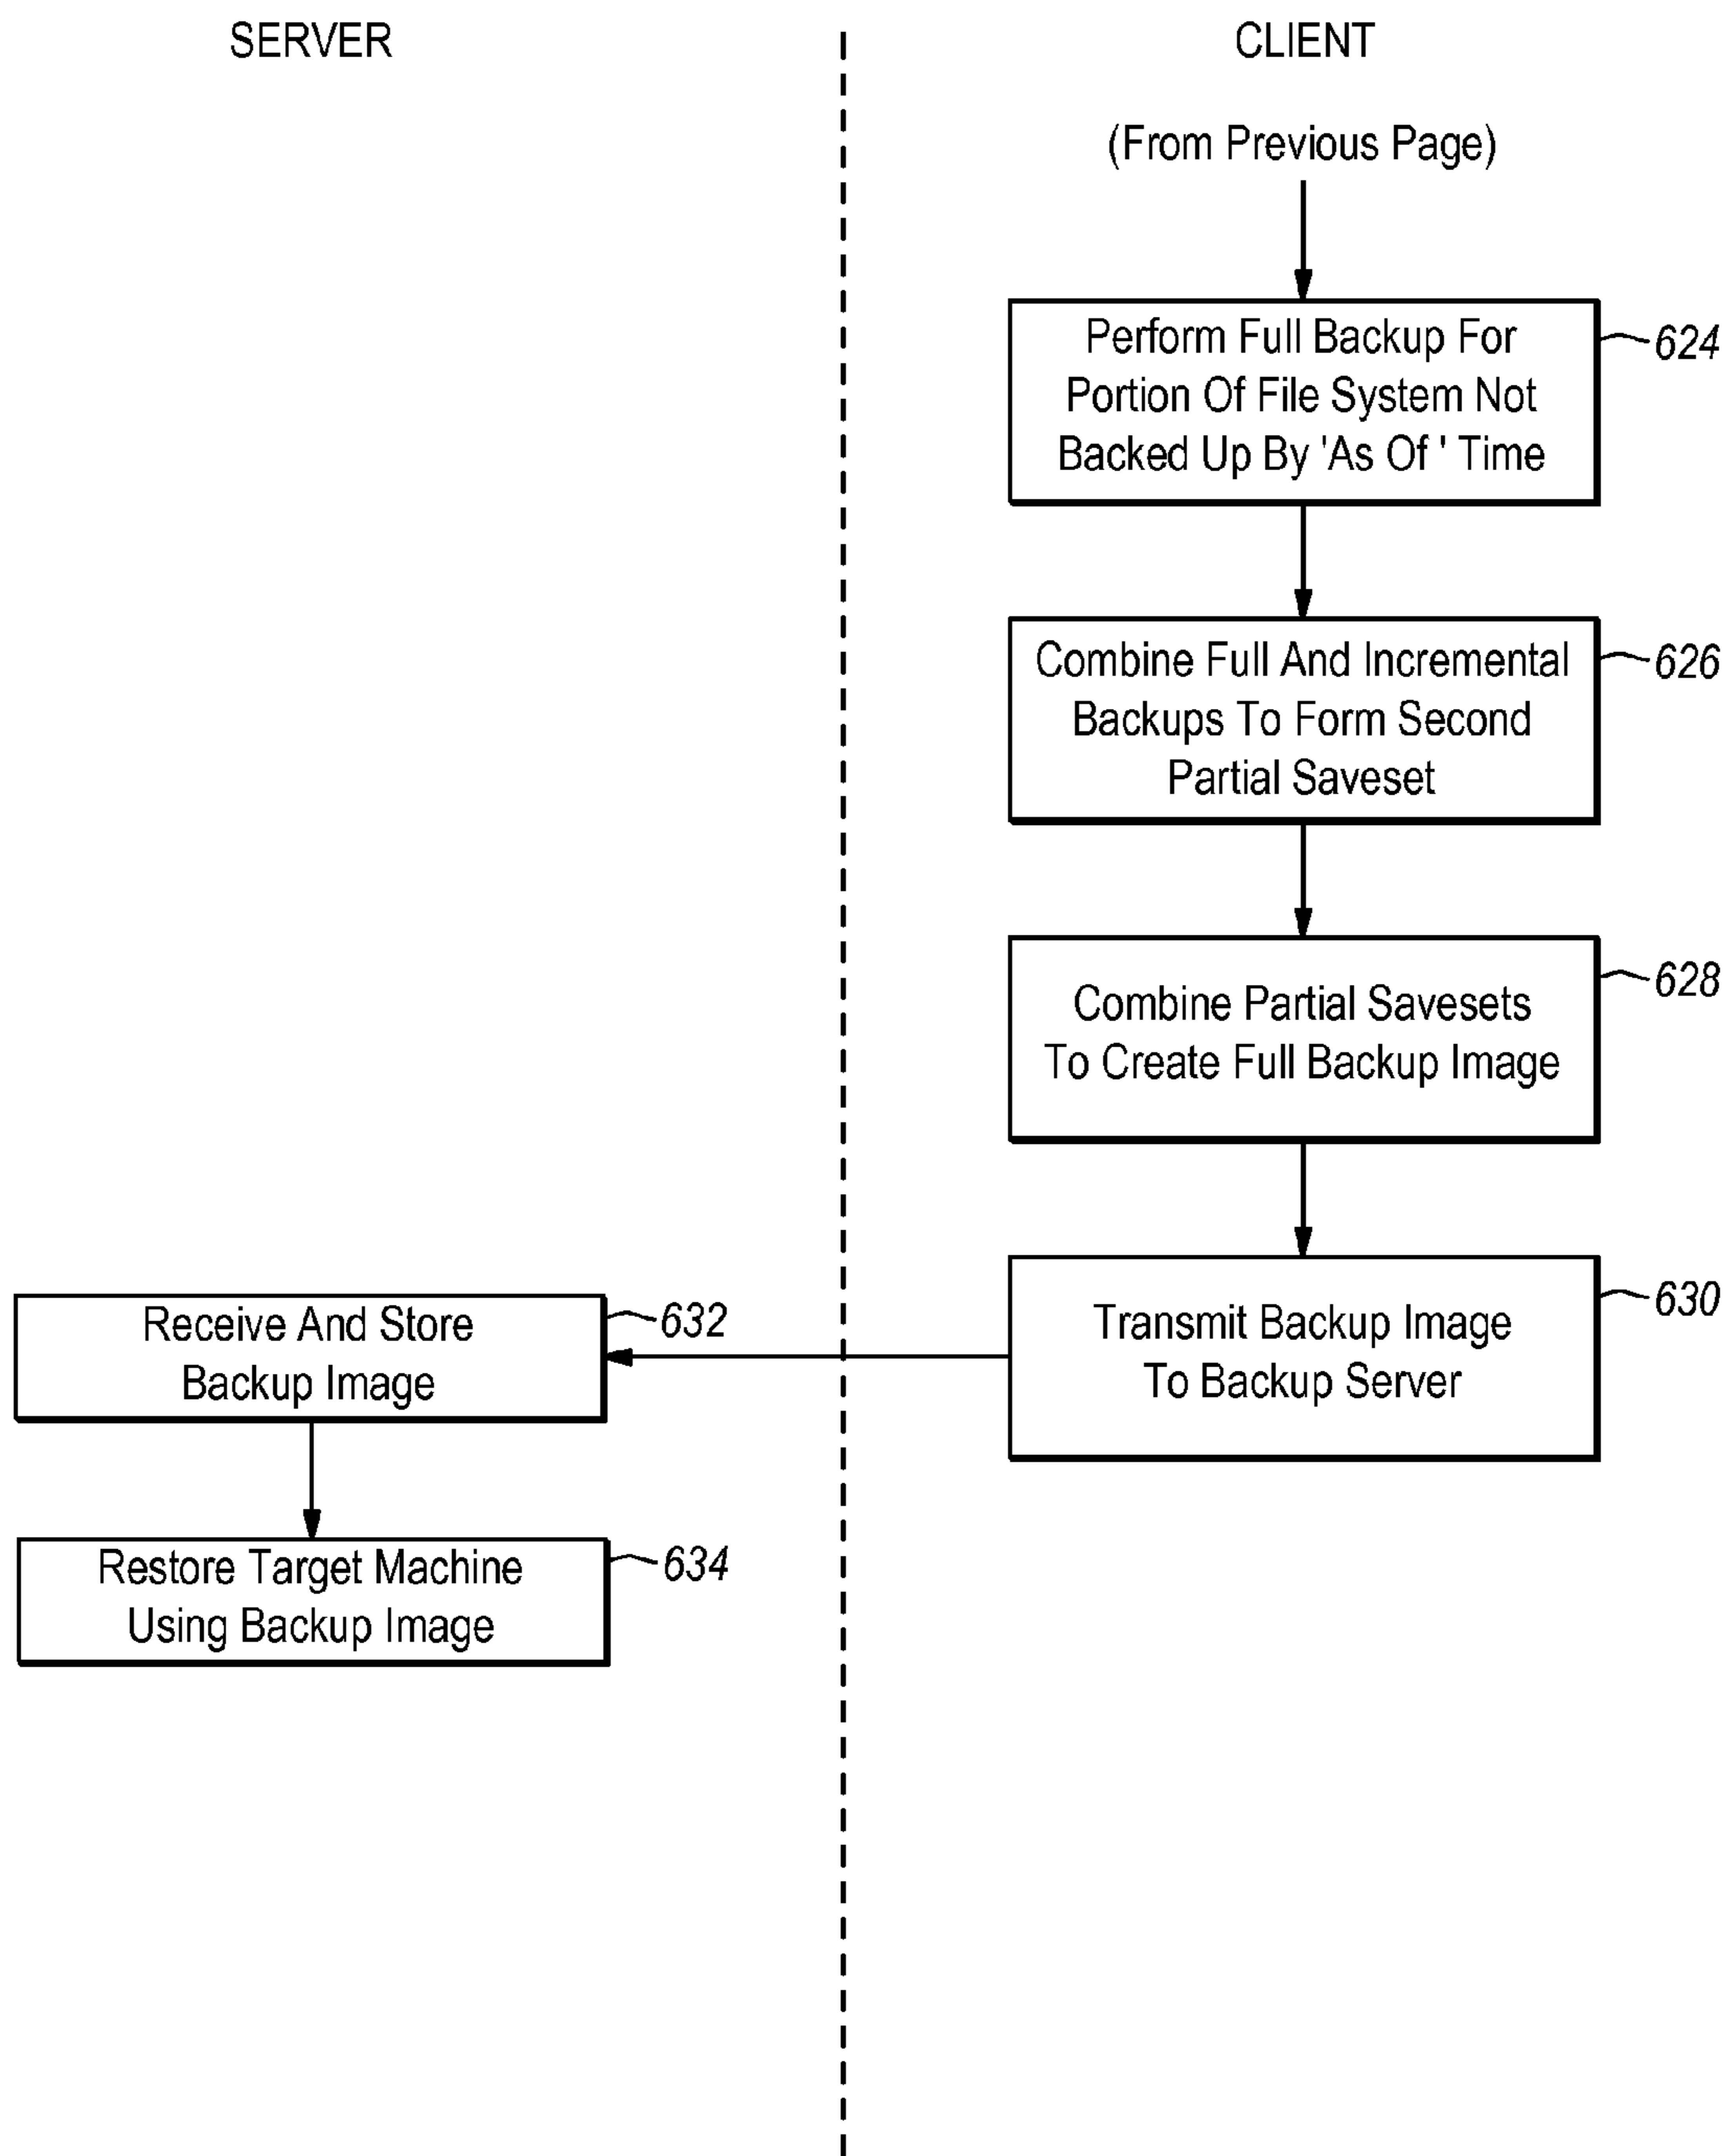 SERVER
CLIENT
(From Previous Page)
Perform Full Backup For
Portion Of File System Not
Backed Up By 'As Of ' Time
624
Combine Full And Incremental
Backups To Form Second
Partial Saveset
626
Combine Partial Savesets
To Create Full Backup Image
628
Transmit Backup Image
To Backup Server
630
Receive And Store
Backup Image
632
Restore Target Machine
Using Backup Image
634